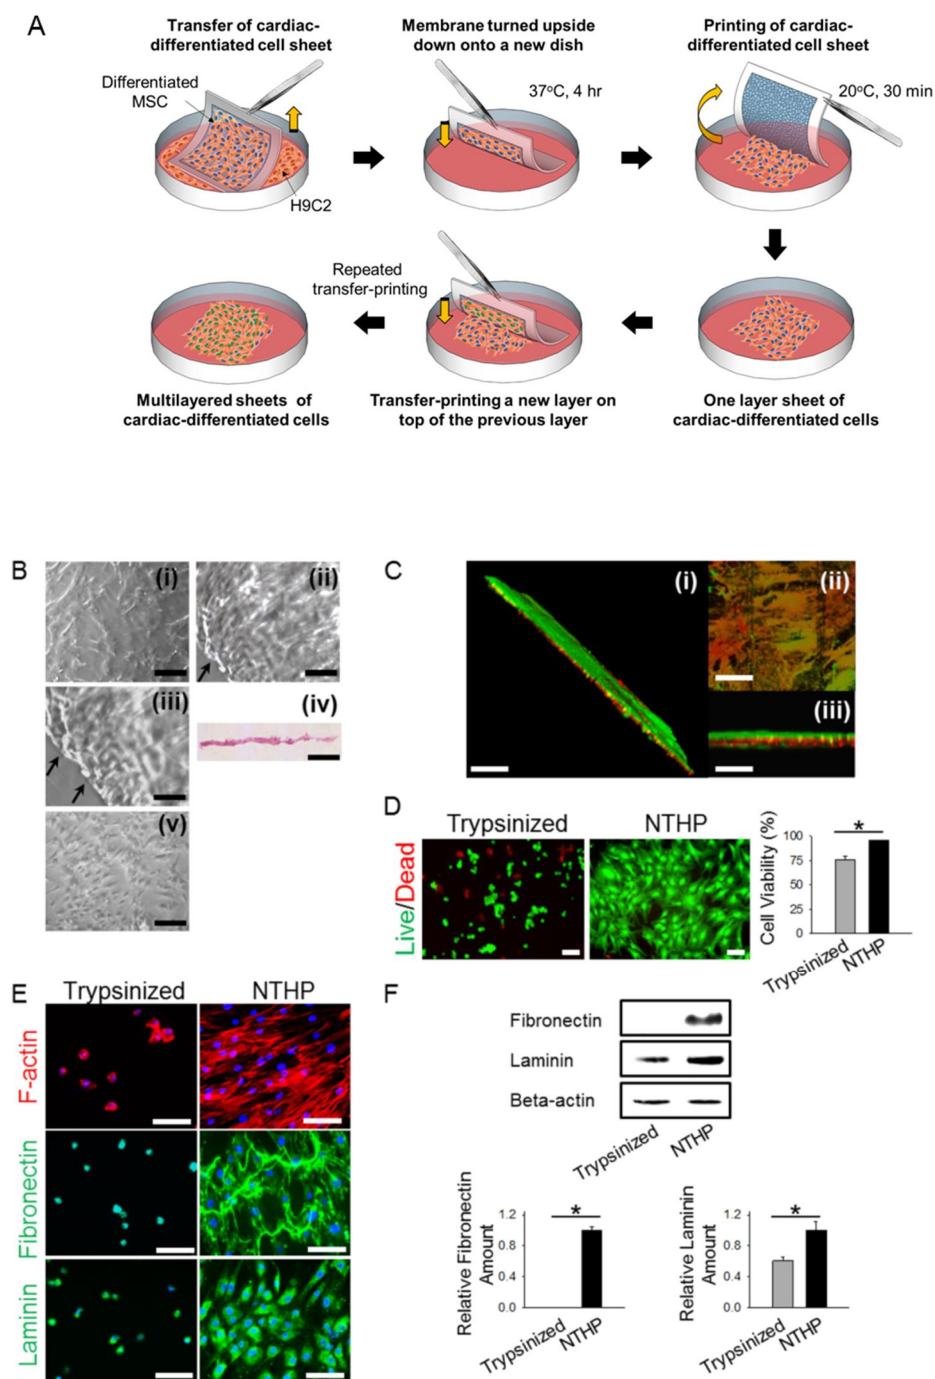 A
Transfer of cardiac-
differentiated cell sheet
Membrane turned upside
down onto a new dish
Printing of cardiac-
differentiated cell sheet
Differentiated
MSC
37°C, 4 hr
20°C, 30 min
H9C2
Repeated
transfer-printing
Multilayered sheets of
cardiac-differentiated cells
Transfer-printing a new layer on
top of the previous layer
One layer sheet of
cardiac-differentiated cells
B
(i)
(ii)
(iii)
(iv)
(v)
C
(i)
(ii)
(iii)
D
Trypsinized
NTHP
Live/Dead
Cell Viability (%)
100
75
50
25
0
*
Trypsinized
NTHP
E
Trypsinized
NTHP
F-actin
Fibronectin
Laminin
F
Fibronectin
Laminin
Beta-actin
Trypsinized
NTHP
Relative Fibronectin
Amount
1.2
0.8
0.4
0.0
*
Trypsinized
NTHP
Relative Laminin
Amount
1.2
0.8
0.4
0.0
*
Trypsinized
NTHP